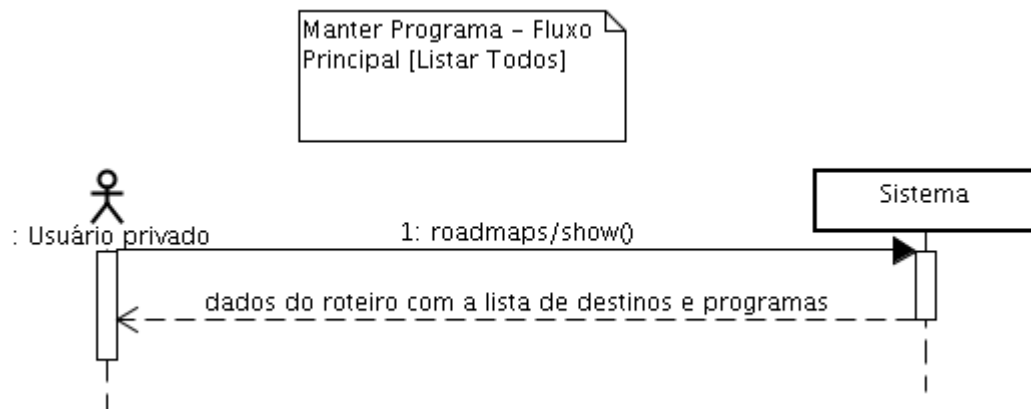 Manter Programa – Fluxo
Principal [Listar Todos]
Sistema
: Usuário privado
1: roadmaps/show()
dados do roteiro com a lista de destinos e programas